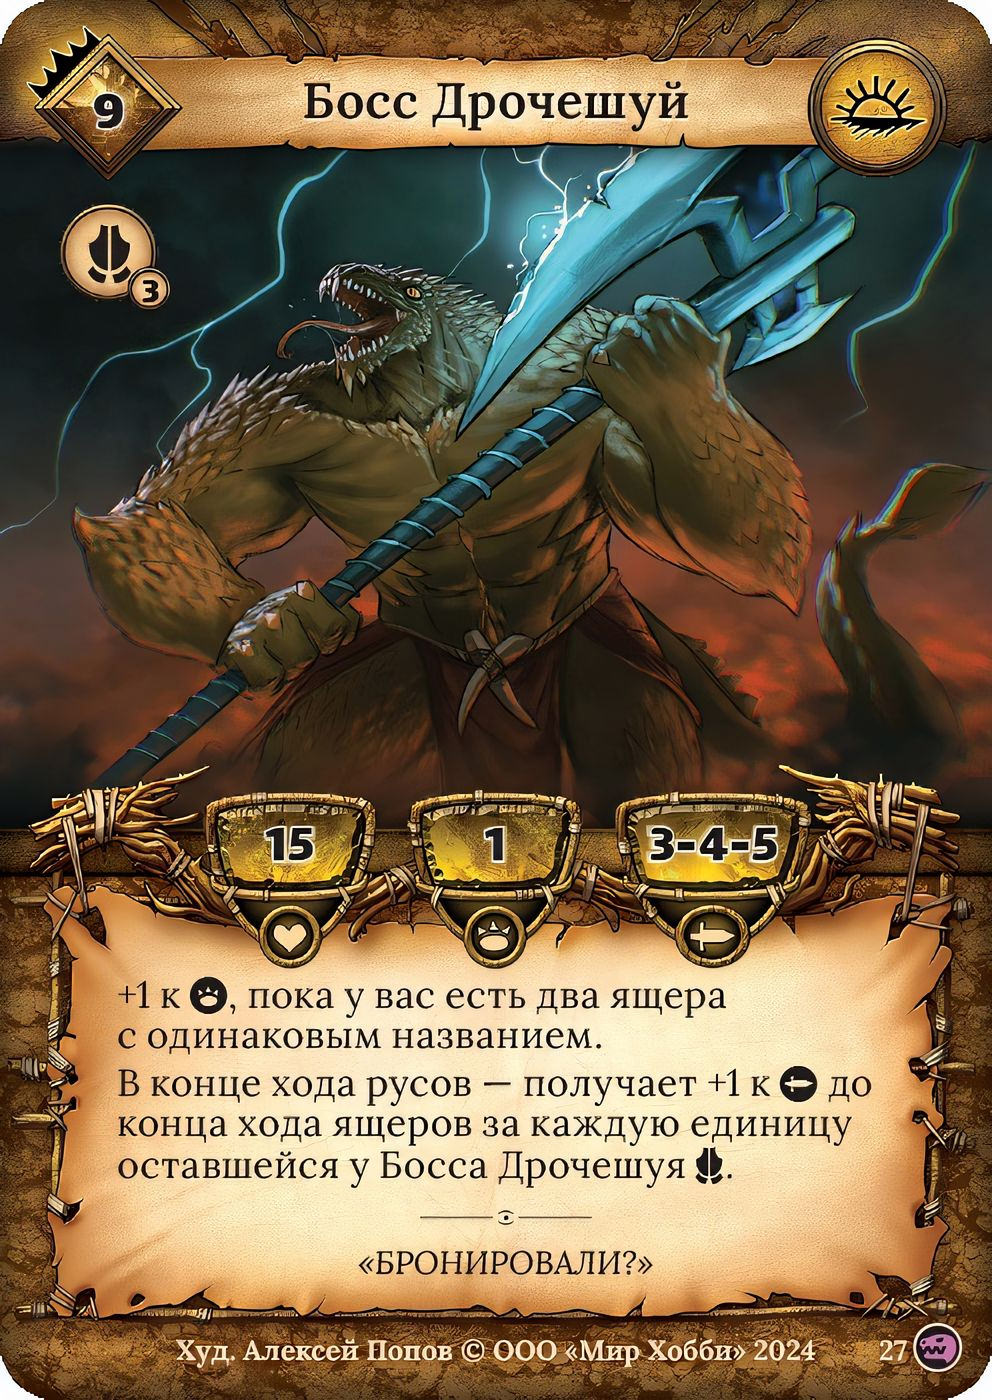 9
Босс Дрочешуй
3
15
1
3-4-5
+1 к , пока у вас есть два ящера
с одинаковым названием.
В конце хода русов — получает +1 к до
конца хода ящеров за каждую единицу
оставшейся у Босса Дрочешуя .
«БРОНИРОВАЛИ?»
Худ. Алексей Попов © ООО «Мир Хобби» 2024
27